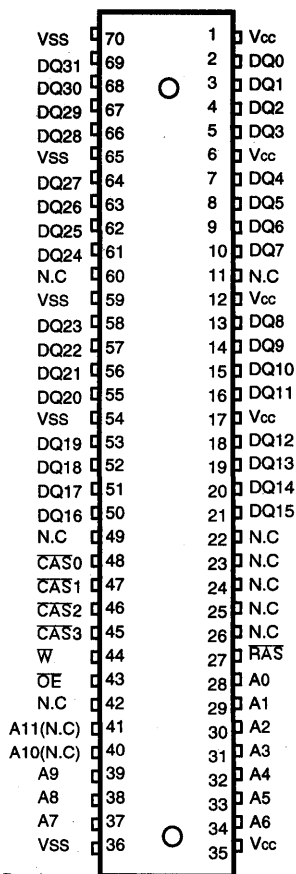 VSS 70 1 Vcc
DQ31 69 2 DQ0
DQ30 68 3 DQ1
DQ29 67 4 DQ2
DQ28 66 5 DQ3
VSS 65 6 Vcc
DQ27 64 7 DQ4
DQ26 63 8 DQ5
DQ25 62 9 DQ6
DQ24 61 10 DQ7
N.C 60 11 N.C
VSS 59 12 Vcc
DQ23 58 13 DQ8
DQ22 57 14 DQ9
DQ21 56 15 DQ10
DQ20 55 16 DQ11
VSS 54 17 Vcc
DQ19 53 18 DQ12
DQ18 52 19 DQ13
DQ17 51 20 DQ14
DQ16 50 21 DQ15
N.C 49 22 N.C
C̅A̅S̅0 48 23 N.C
C̅A̅S̅1 47 24 N.C
C̅A̅S̅2 46 25 N.C
C̅A̅S̅3 45 26 N.C
W̅ 44 27 R̅A̅S̅
O̅E̅ 43 28 A0
N.C 42 29 A1
A11(N.C) 41 30 A2
A10(N.C) 40 31 A3
A9 39 32 A4
A8 38 33 A5
A7 37 34 A6
VSS 36 35 Vcc